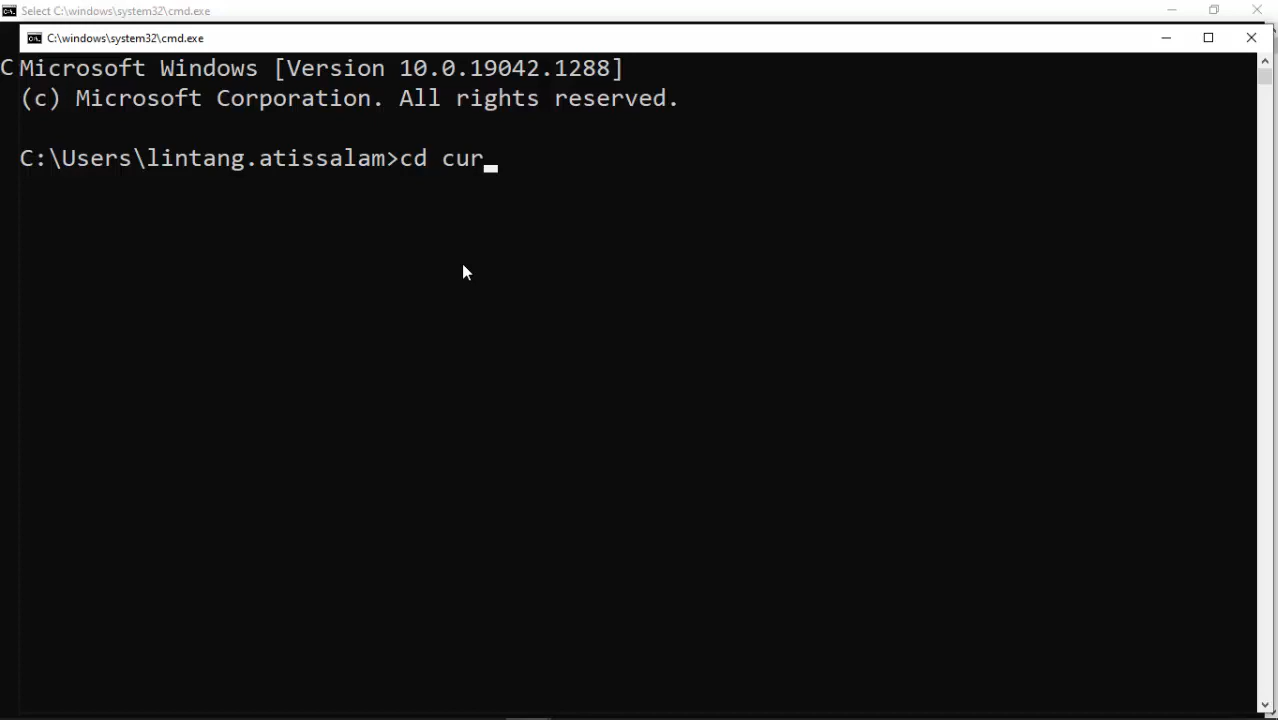 Select C:\windows\system32\cmd.exe
C:\windows\system32\cmd.exe
C
Microsoft Windows [Version 10.0.19042.1288]
(c) Microsoft Corporation. All rights reserved.
C:\Users\lintang.atissalam>cd cur